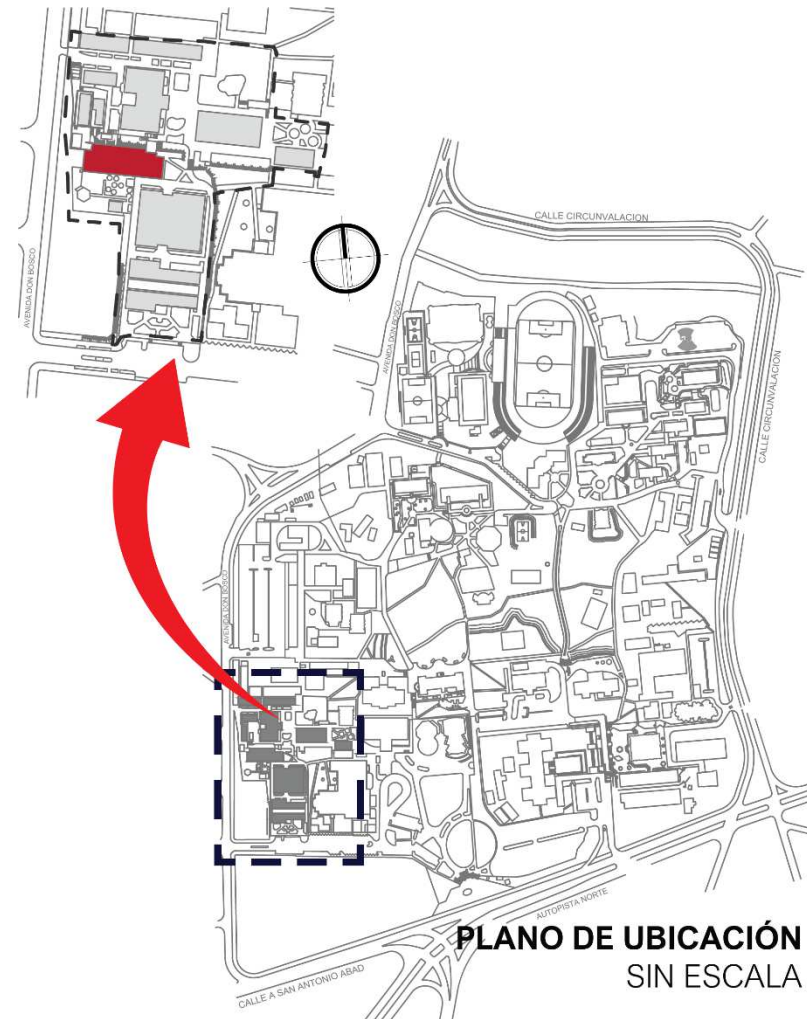 AVENIDA DON BOSCO
CALLE CIRCUNVALACION
AVENIDA DON BOSCO
CALLE CIRCUNVALACION
AVENIDA DON BOSCO
AUTOPISTA NORTE
PLANO DE UBICACIÓN
SIN ESCALA
CALLE A SAN ANTONIO ABAD